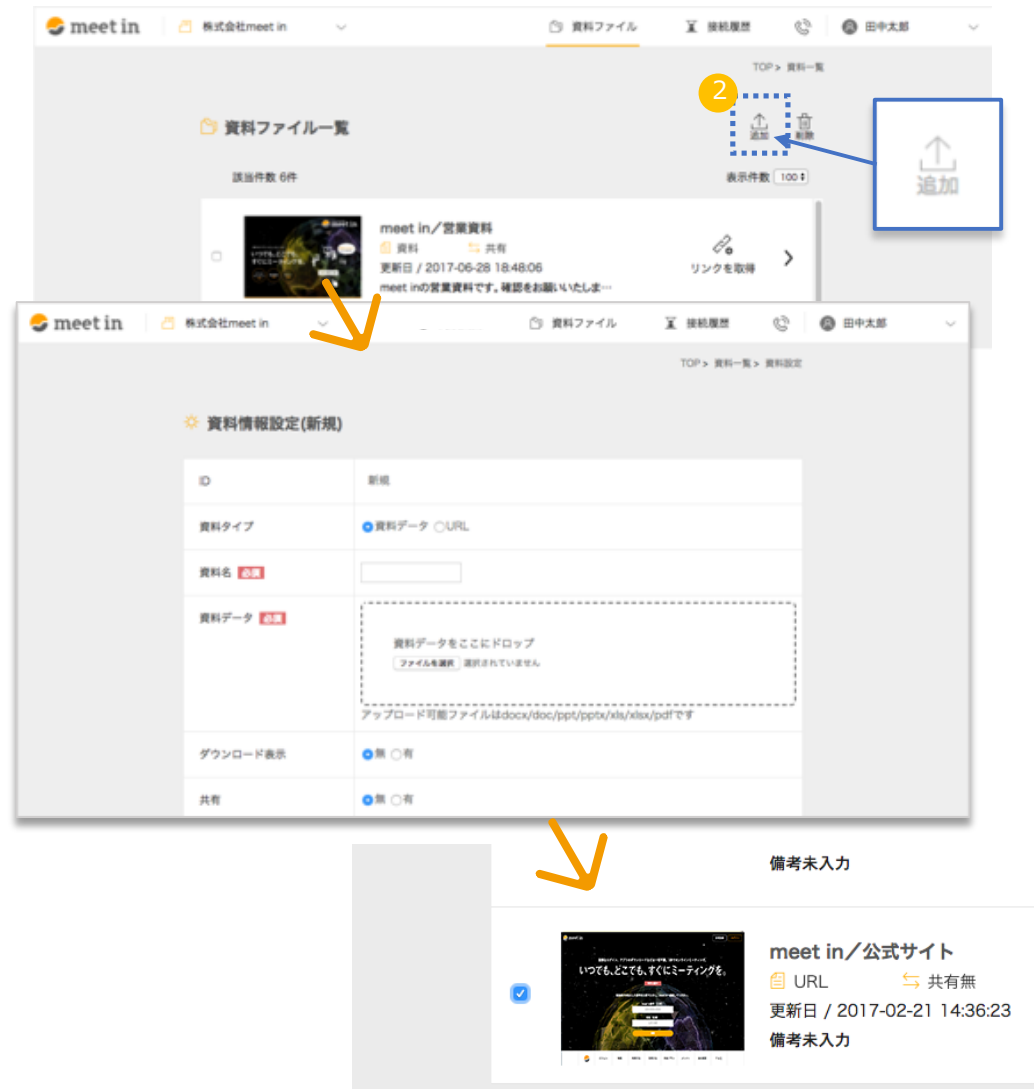 meet in
株式会社meet in
資料ファイル
接続履歴
田中太郎
TOP > 資料一覧
2
資料ファイル一覧
追加
削除
追加
該当件数 6件
表示件数 100
meet in／営業資料
資料
共有
更新日 / 2017-06-28 18:48:06
meet inの営業資料です。確認をお願いいたしま…
リンクを取得
meet in
株式会社meet in
資料ファイル
接続履歴
田中太郎
TOP > 資料一覧 > 資料設定
資料情報設定(新規)
ID
新規
資料タイプ
資料データ
URL
資料名 必須
資料データ 必須
資料データをここにドロップ
ファイルを選択 選択されていません
アップロード可能ファイルはdocx/doc/ppt/pptx/xls/xlsx/pdfです
ダウンロード表示
無
有
共有
無
有
備考未入力
いつでも、どこでも、すぐにミーティングを。
meet in／公式サイト
URL
共有無
更新日 / 2017-02-21 14:36:23
備考未入力